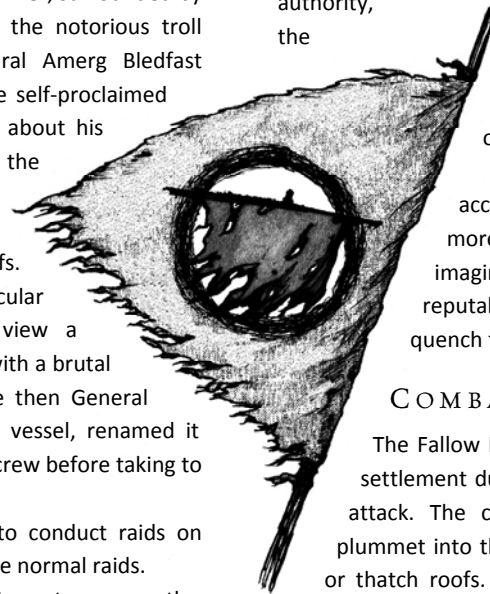 the notorious troll
ral Amerg Bledfast
e self-proclaimed
about his
the
fs.
cular
view a
with a brutal
e then General
vessel, renamed it
crew before taking to
to conduct raids on
e normal raids.
authority,
the
acc
more
imagin
reputa
quench
COMBA
The Fallow
settlement du
attack. The c
plummet into th
or thatch roofs.